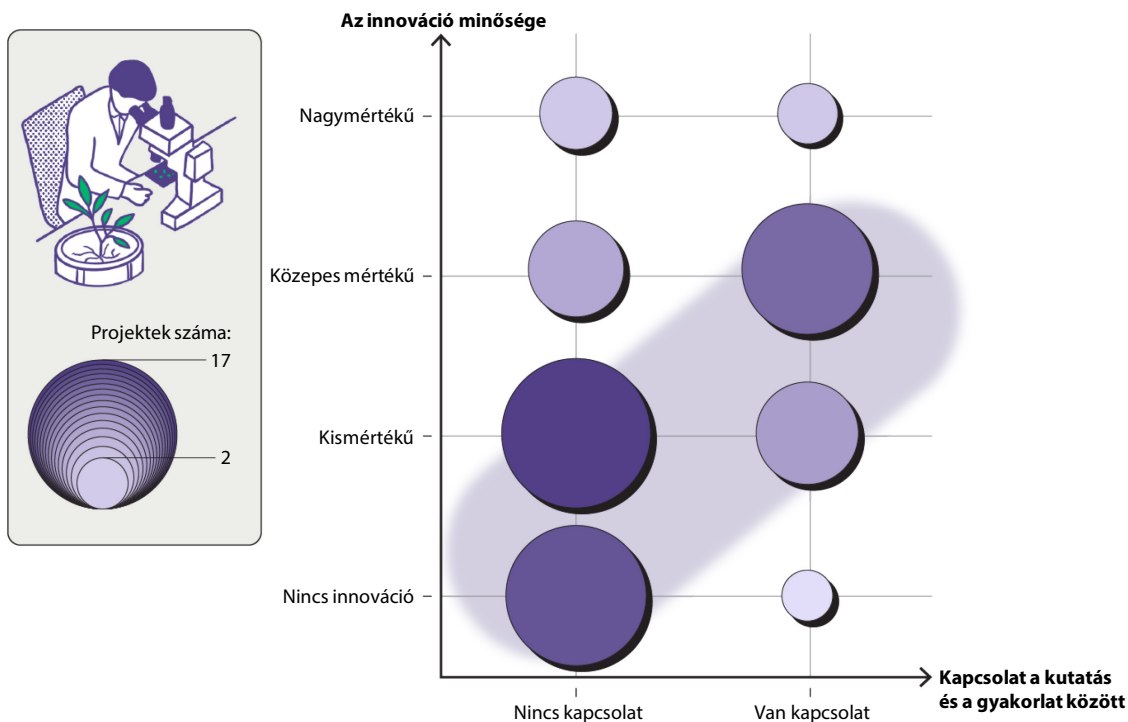 Az innováció minősége
Nagymértékű
Közepes mértékű
Kismértékű
Nincs innováció
Projektek száma:
17
2
Nincs kapcsolat
Van kapcsolat
Kapcsolat a kutatás
és a gyakorlat között